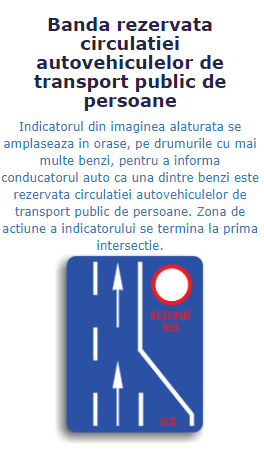 Banda rezervata
circulatiei
autovehiculelor de
transport public de
persoane
Indicatorul din imaginea alaturata se
amplaseaza in orase, pe drumurile cu mai
multe benzi, pentru a informa
conducatorul auto ca una dintre benzi este
rezervata circulatiei autovehiculelor de
transport public de persoane. Zona de
actiune a indicatorului se termina la prima
intersectie.
REZERVAT
BUS
BUS